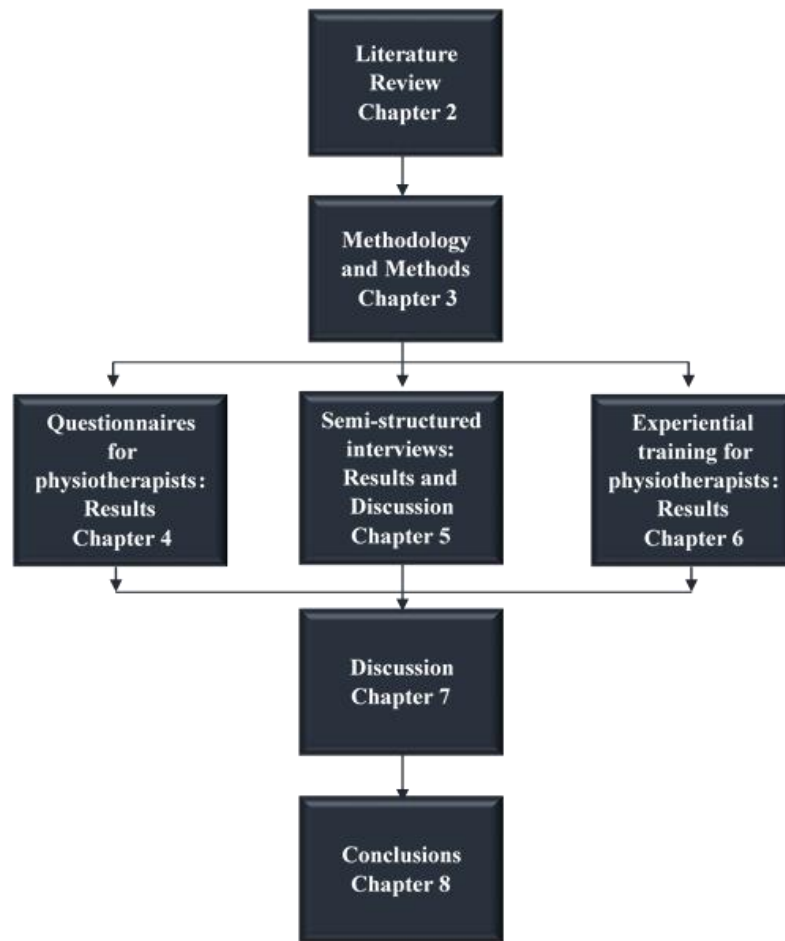 Literature
Review
Chapter 2
Methodology
and Methods
Chapter 3
Questionnaires
for
physiotherapists:
Results
Chapter 4
Semi-structured
interviews:
Results and
Discussion
Chapter 5
Experiential
training for
physiotherapists:
Results
Chapter 6
Discussion
Chapter 7
Conclusions
Chapter 8